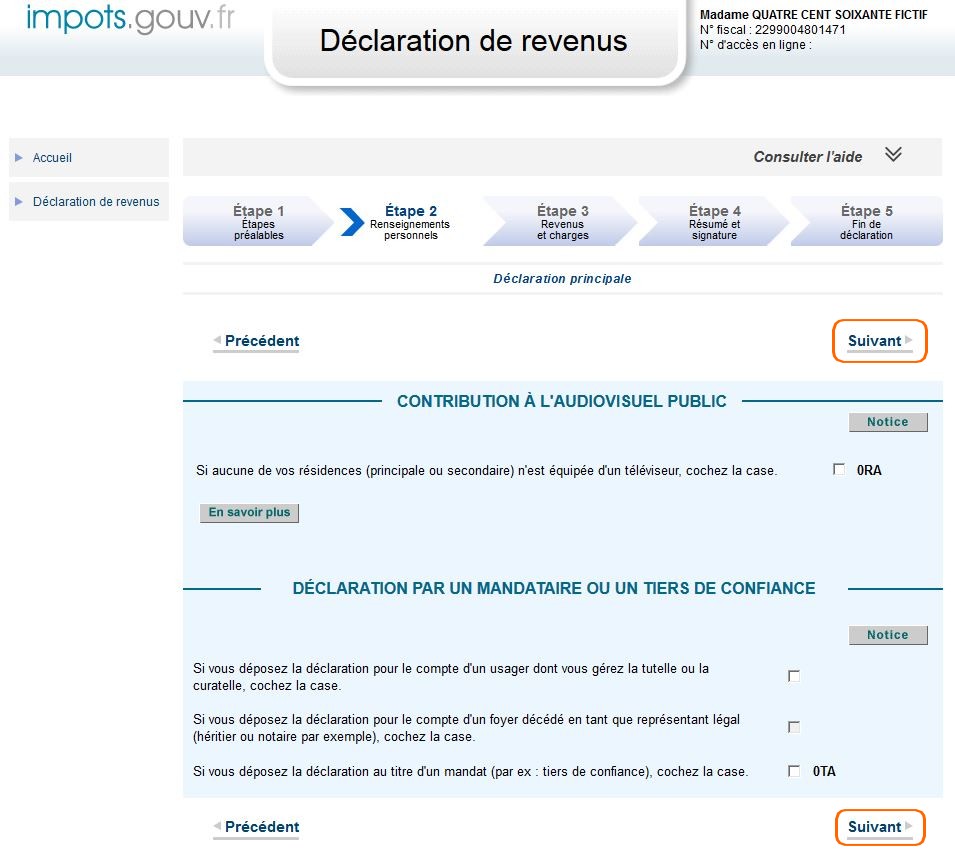 impots.gouv.fr
Déclaration de revenus
Madame QUATRE CENT SOIXANTE FICTIF
N° fiscal : 2299004801471
N° d'accès en ligne :
Accueil
Déclaration de revenus
Consulter l'aide
Étape 1
Étapes
préalables
Étape 2
Renseignements
personnels
Étape 3
Revenus
et charges
Étape 4
Résumé et
signature
Étape 5
Fin de
déclaration
Déclaration principale
Précédent
Suivant
CONTRIBUTION À L'AUDIOVISUEL PUBLIC
Notice
Si aucune de vos résidences (principale ou secondaire) n'est équipée d'un téléviseur, cochez la case.
0RA
En savoir plus
DÉCLARATION PAR UN MANDATAIRE OU UN TIERS DE CONFIANCE
Notice
Si vous déposez la déclaration pour le compte d'un usager dont vous gérez la tutelle ou la
curatelle, cochez la case.
Si vous déposez la déclaration pour le compte d'un foyer décédé en tant que représentant légal
(héritier ou notaire par exemple), cochez la case.
Si vous déposez la déclaration au titre d'un mandat (par ex : tiers de confiance), cochez la case.
0TA
Précédent
Suivant